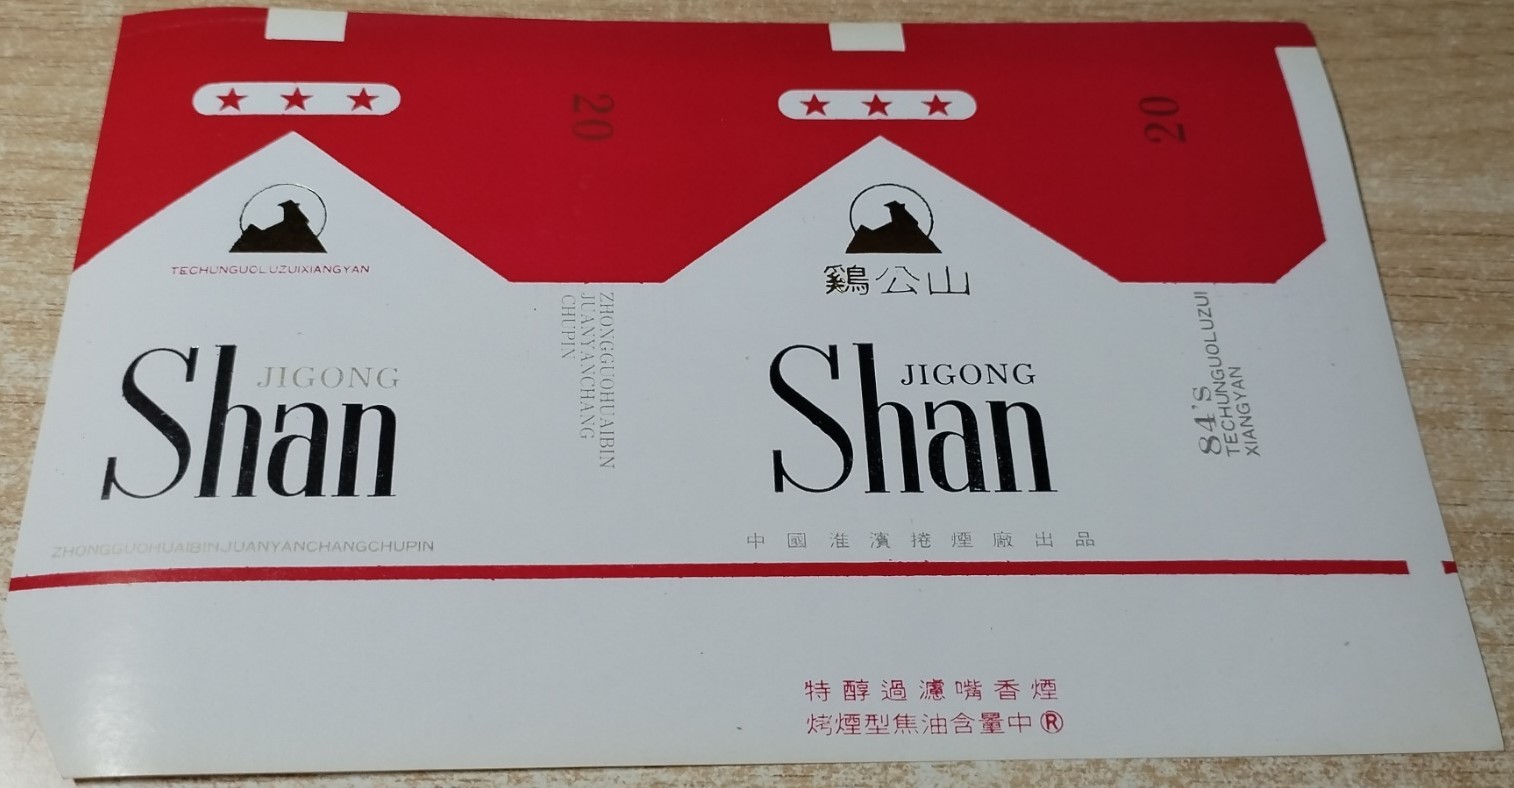 20
20
TECHUNGUOLUZUIXIANGYAN
鷄公山
JIGONG
Shan
ZHONGGUOHUAIBIN
JUANYANCHANG
CHUPIN
JIGONG
Shan
84'S
TECHUNGUOLUZUI
XIANGYAN
ZHONGGUOHUAIBINJUANYANCHANGCHUPIN
中國淮濱捲煙廠出品
特醇過濾嘴香煙
烤煙型焦油含量中®